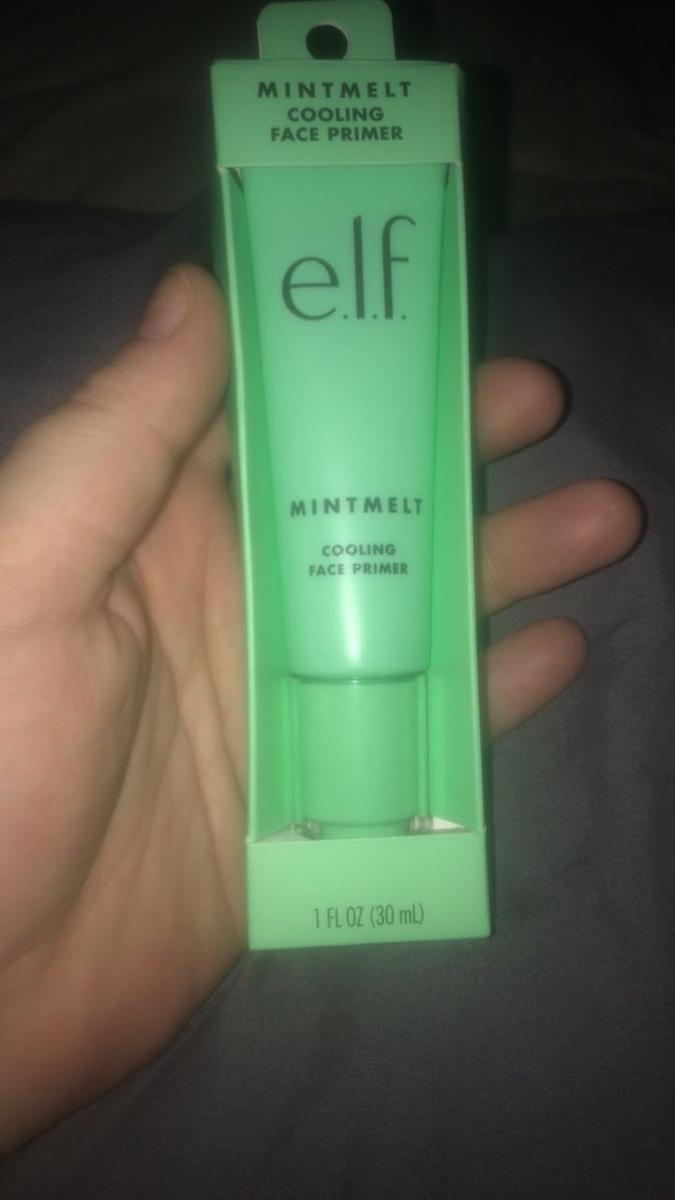 MINTMELT
COOLING
FACE PRIMER
e.l.f.
MINTMELT
COOLING
FACE PRIMER
1 FL OZ (30 mL)